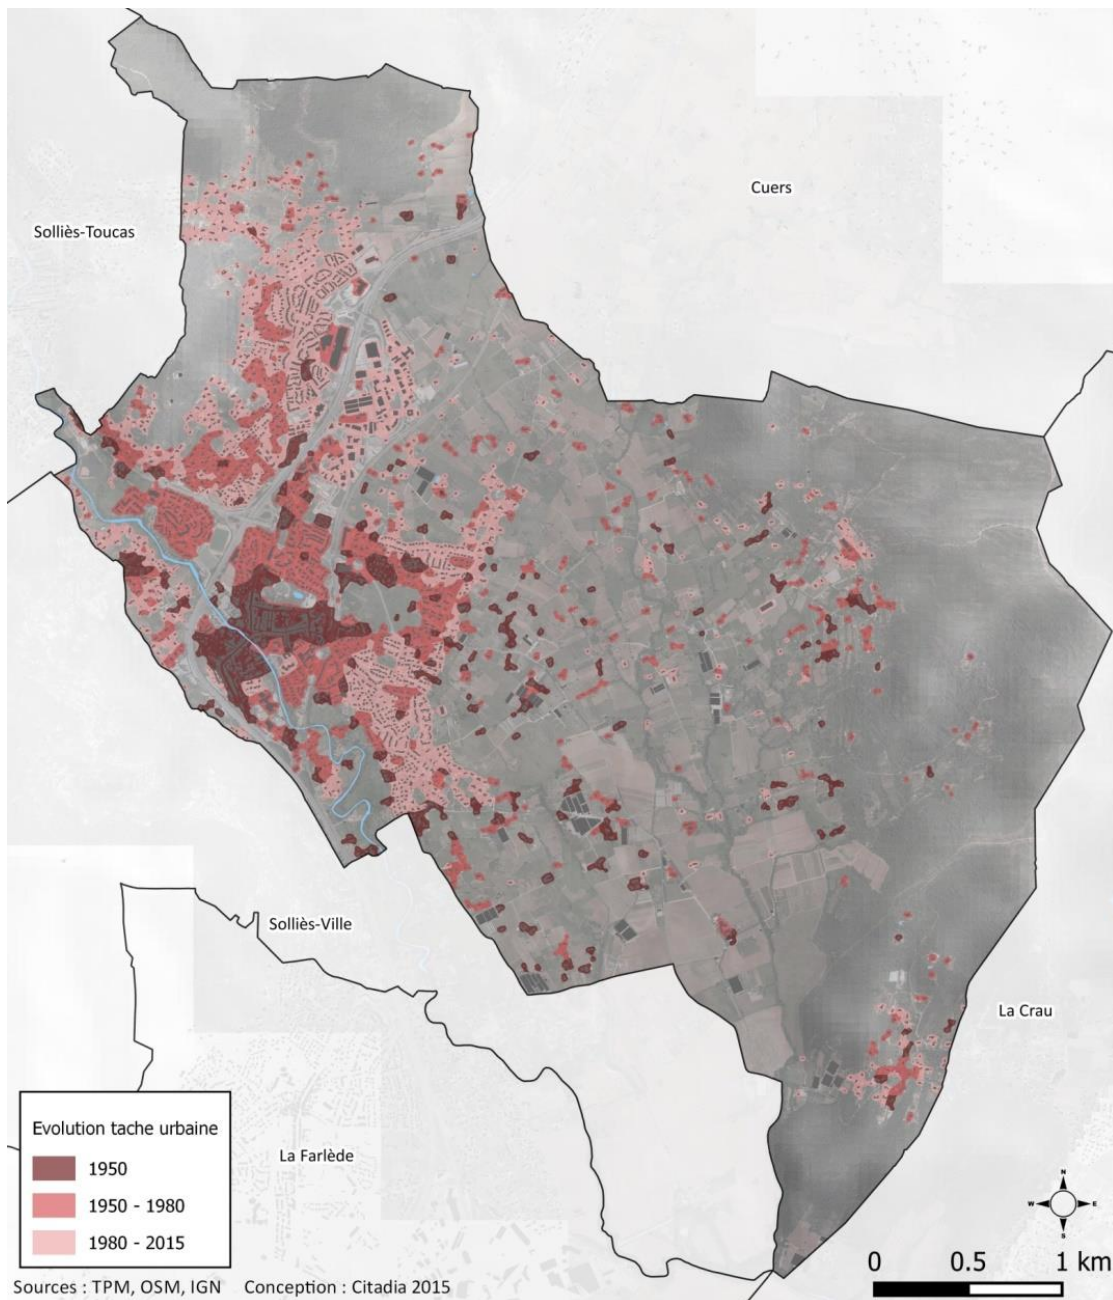 Cuers
Solliès-Toucas
Solliès-Ville
La Crau
La Farlède
Evolution tache urbaine
1950
1950 - 1980
1980 - 2015
N
W
E
S
0 0.5 1 km
Sources : TPM, OSM, IGN Conception : Citadia 2015